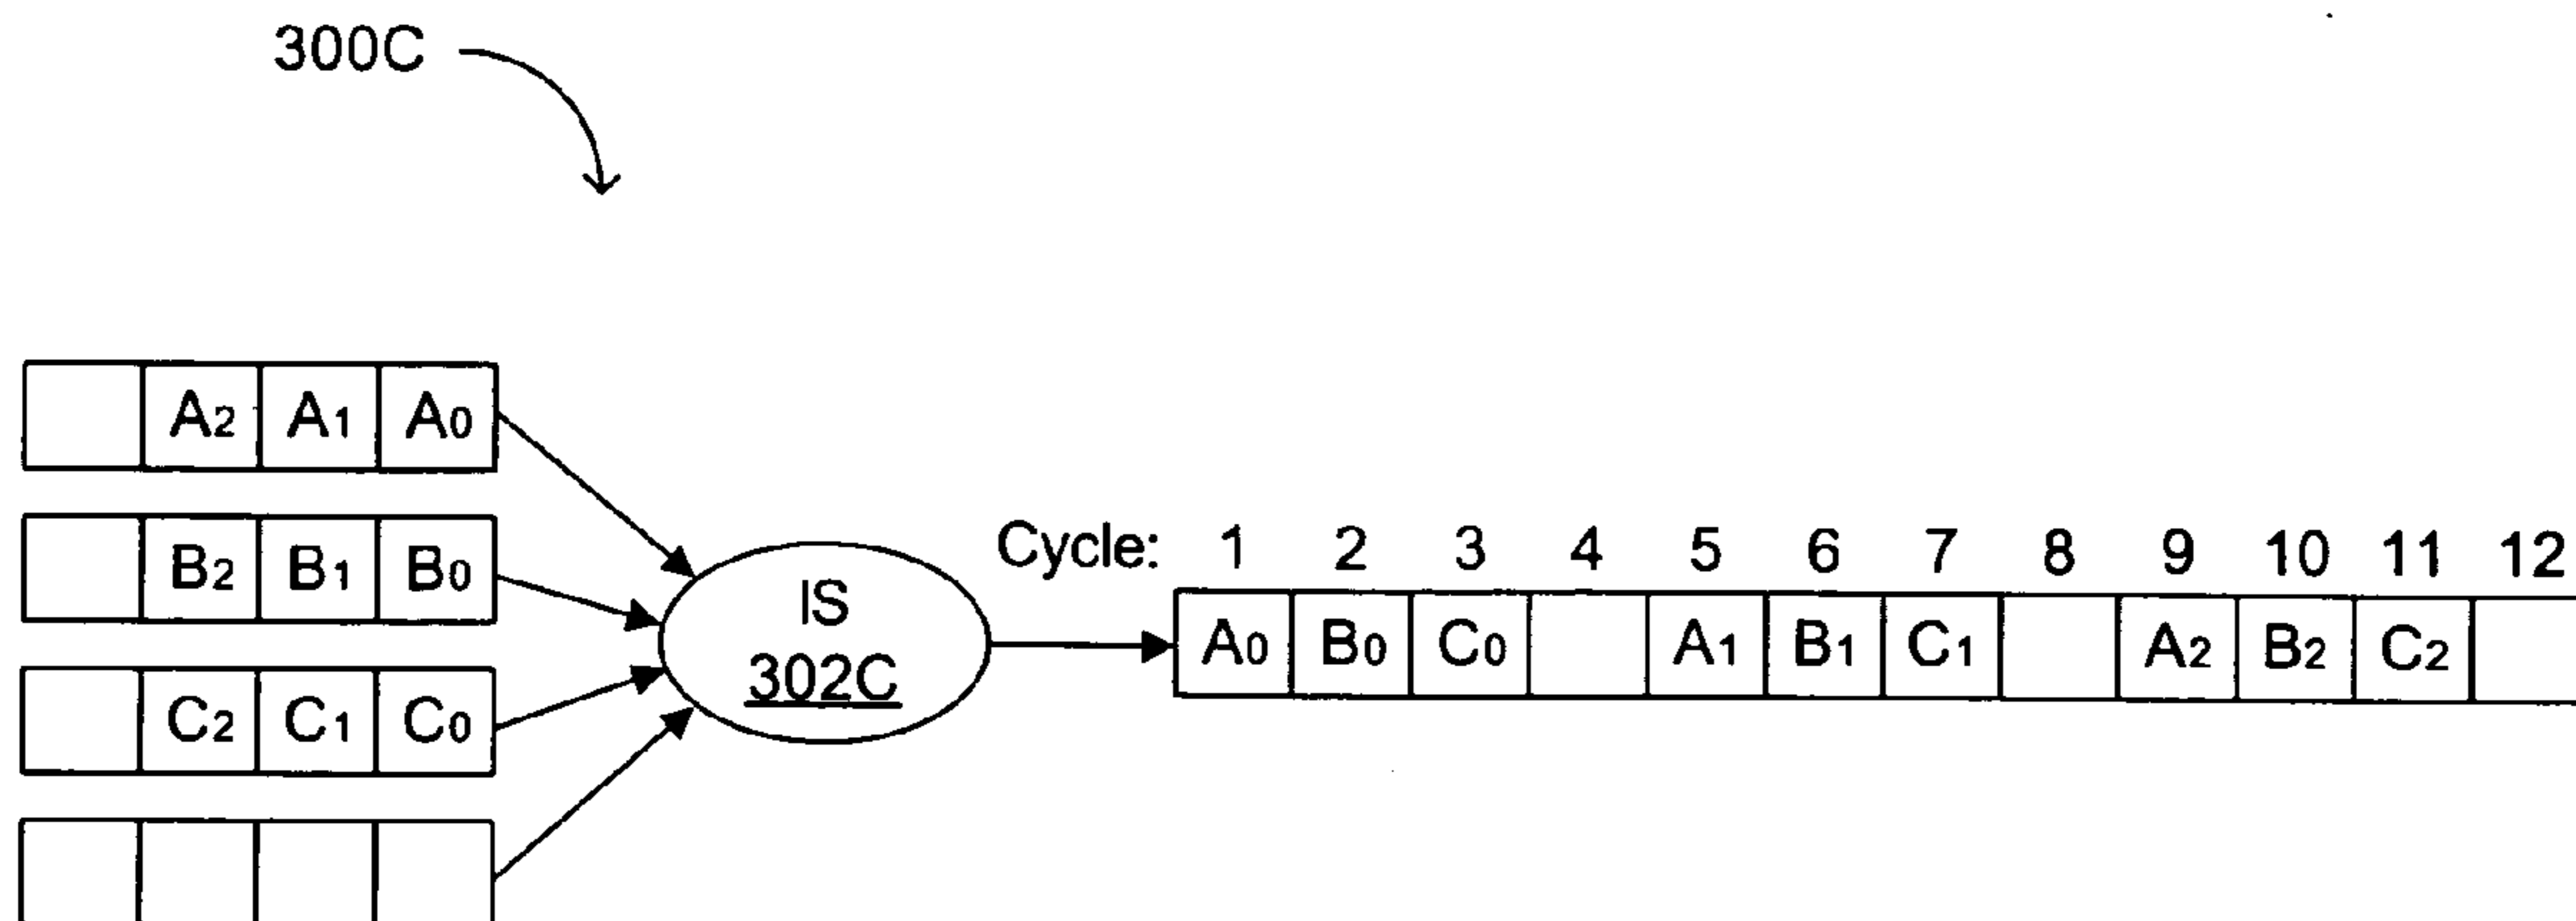 300C
A2 A1 A0
B2 B1 B0
C2 C1 C0
IS
302C
Cycle: 1 2 3 4 5 6 7 8 9 10 11 12
A0 B0 C0 A1 B1 C1 A2 B2 C2